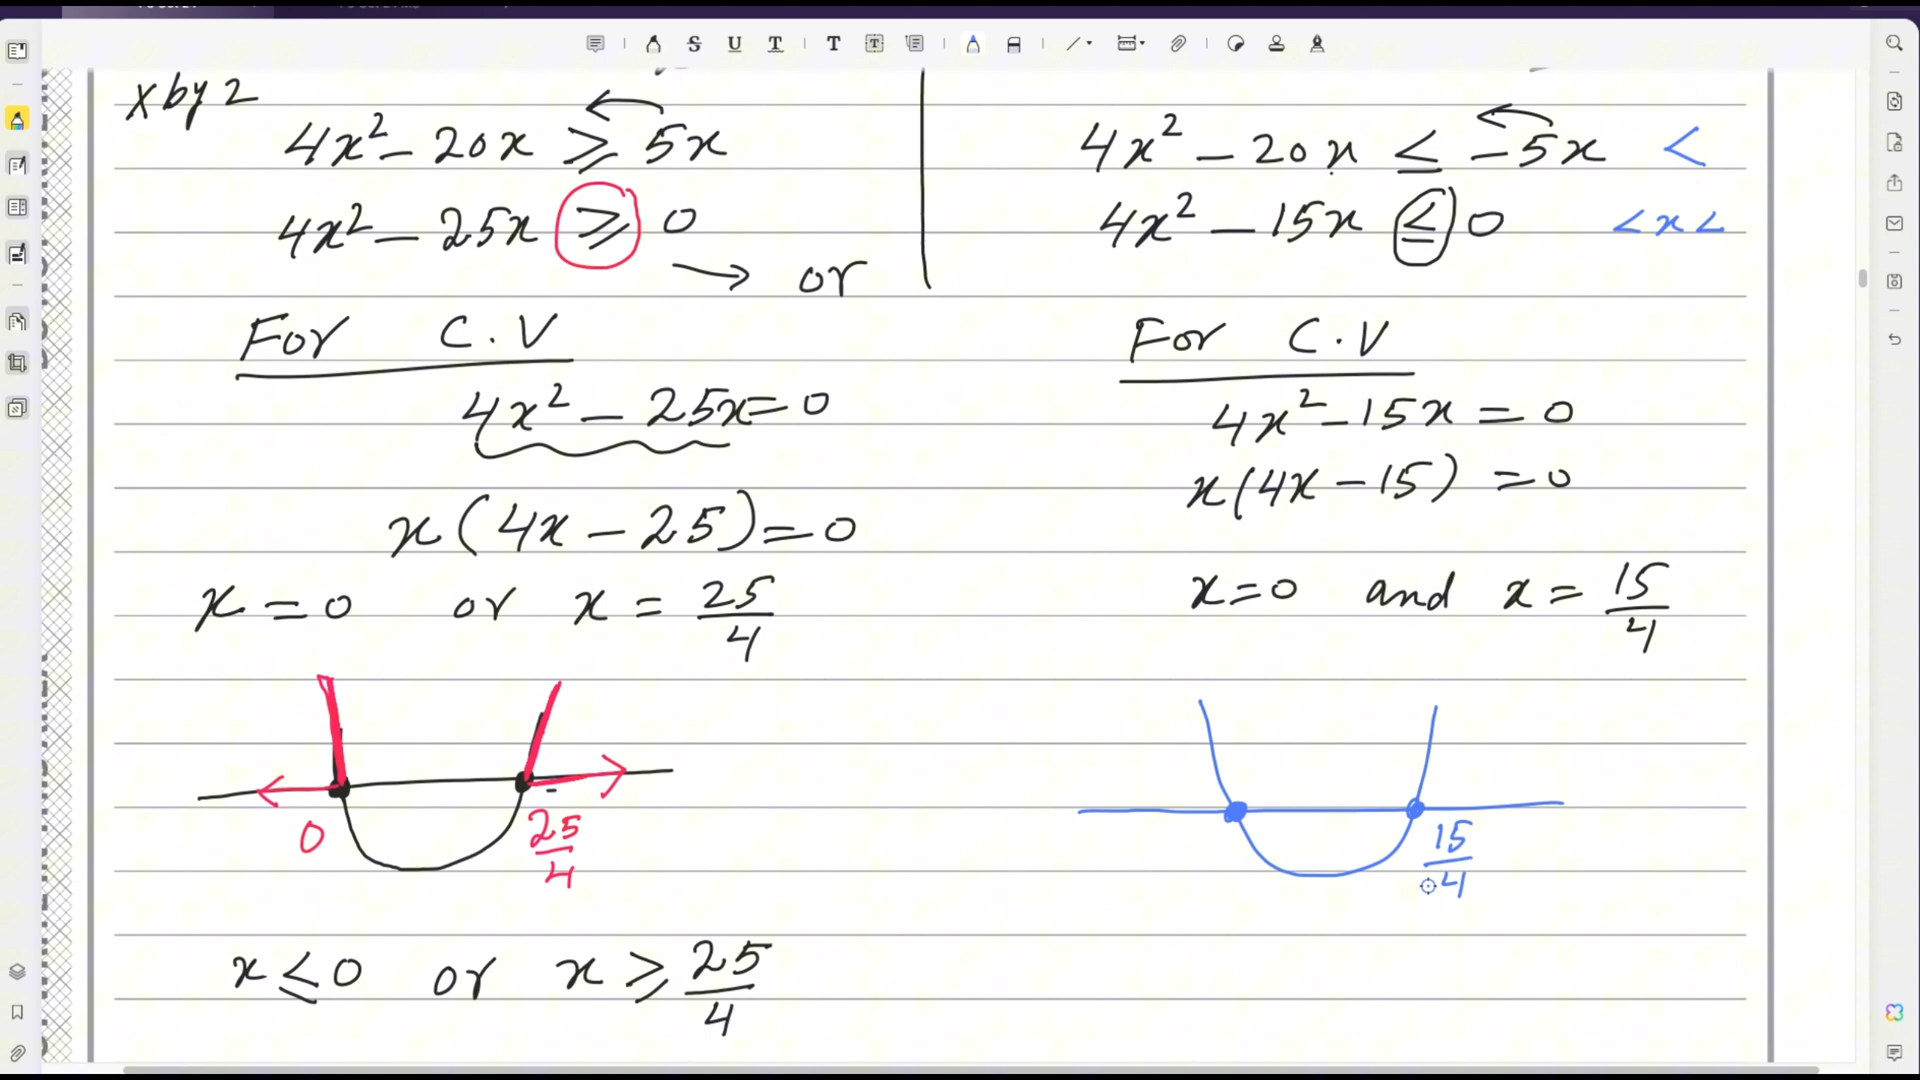 X by 2
4x² - 20x ≥ 5x
4x² - 25x ≥ 0
→ or
For C.V
4x² - 25x = 0
x(4x - 25) = 0
x = 0 or x = 25/4
0
25/4
x ≤ 0 or x ≥ 25/4
4x² - 20x ≤ -5x <
4x² - 15x ≤ 0 < x <
For C.V
4x² - 15x = 0
x(4x - 15) = 0
x = 0 and x = 15/4
15/4